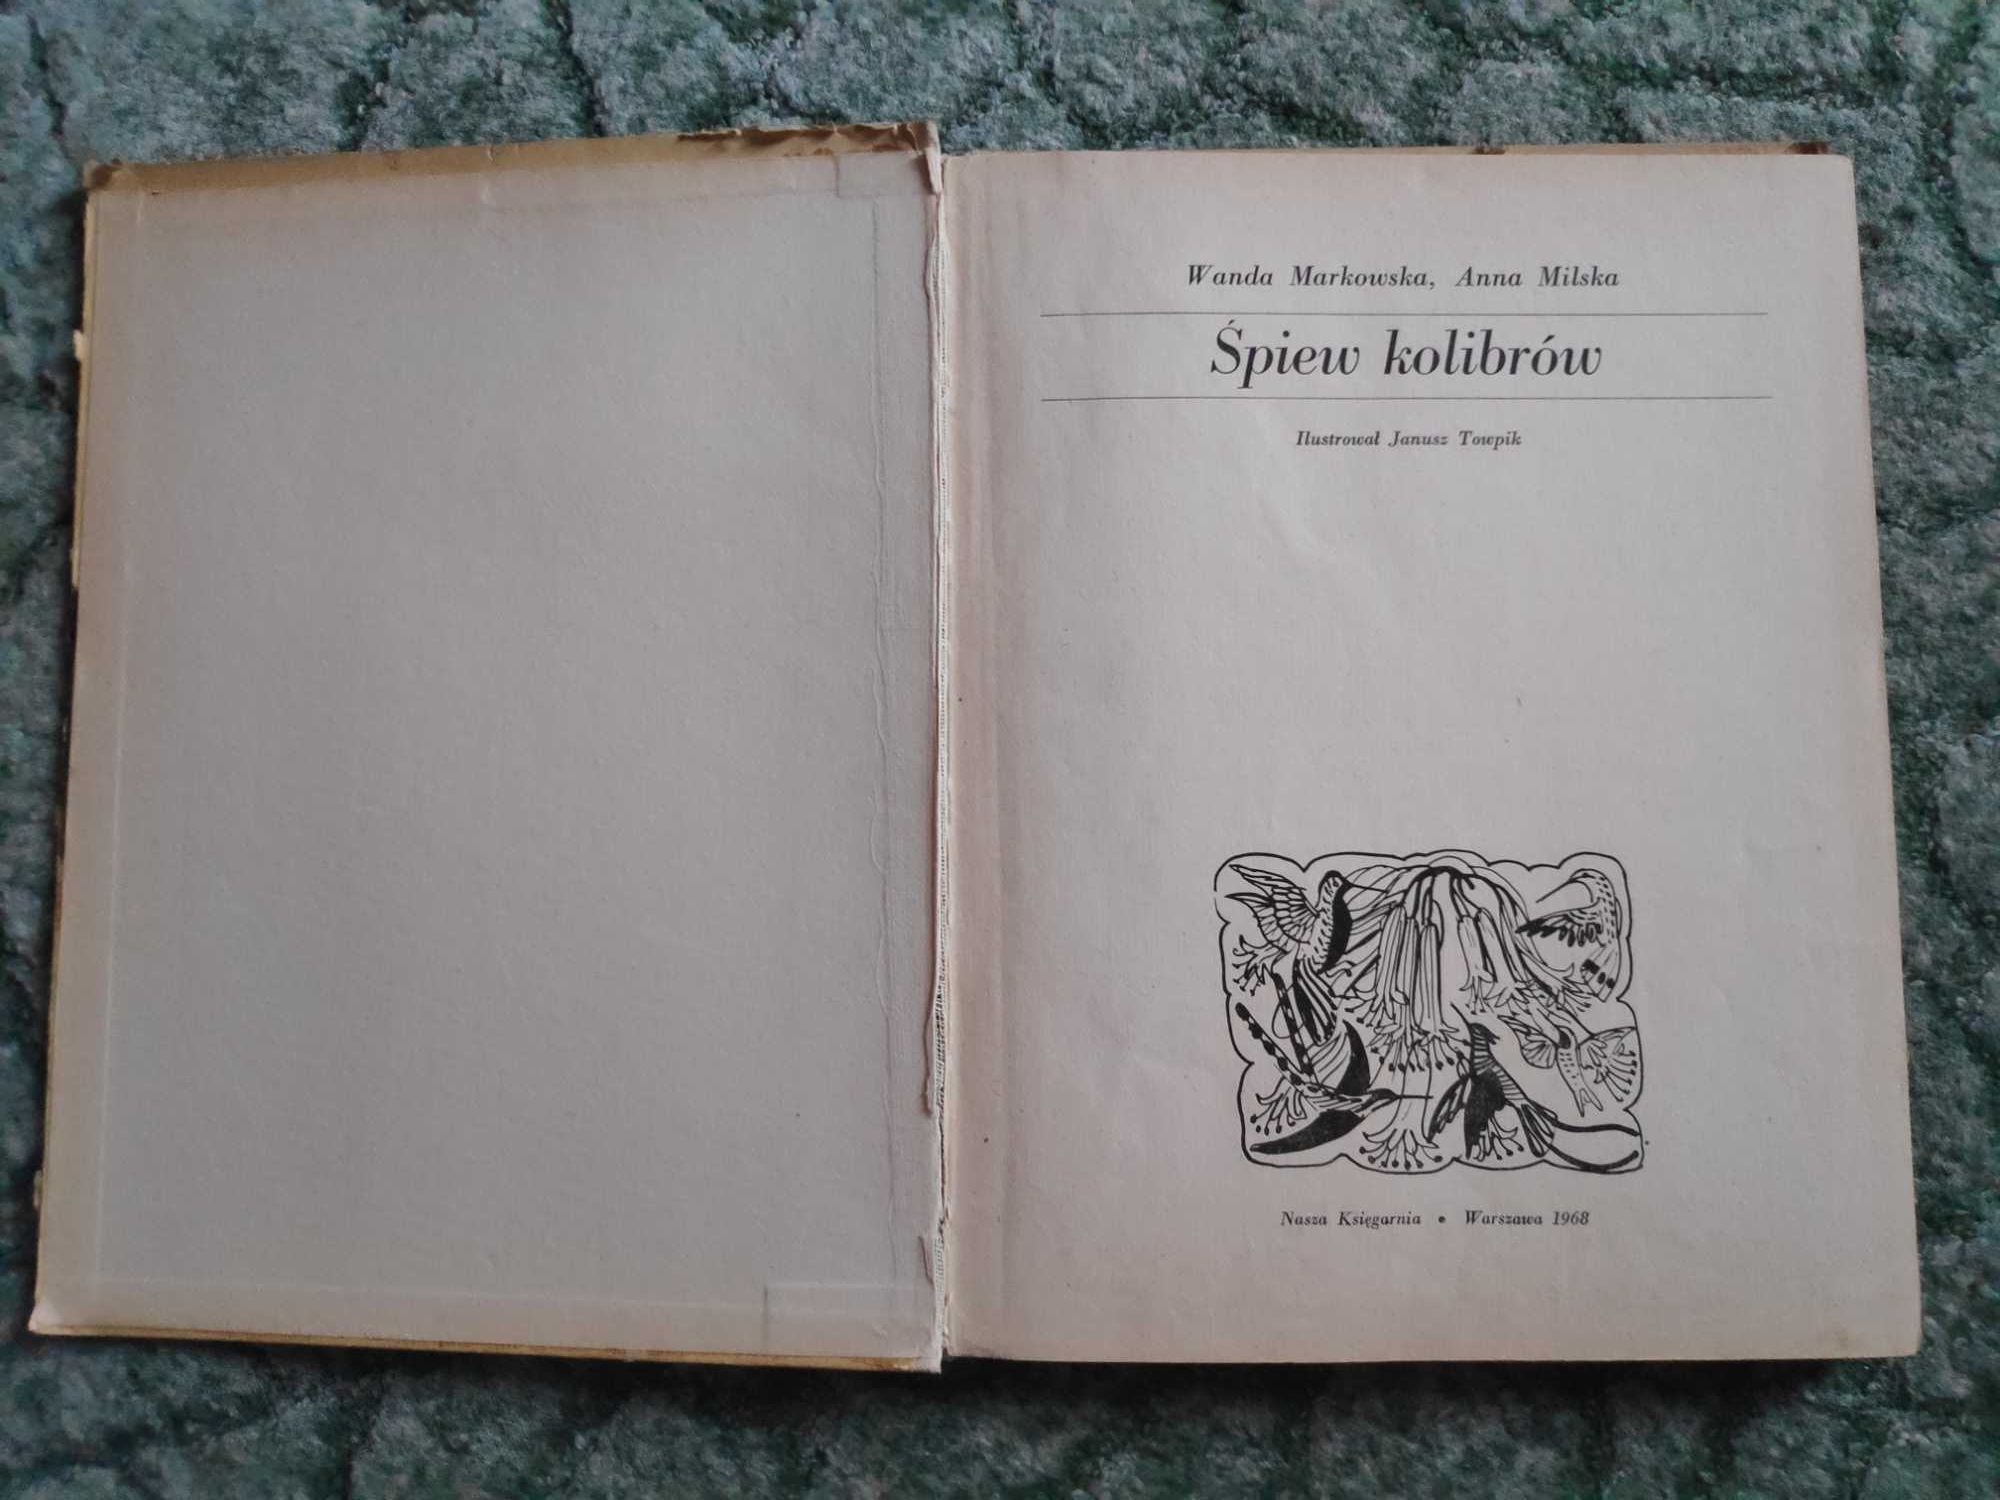 Wanda Markowska, Anna Milska
Śpiew kolibrów
Ilustrował Janusz Towpik
Nasza Księgarnia • Warszawa 1968